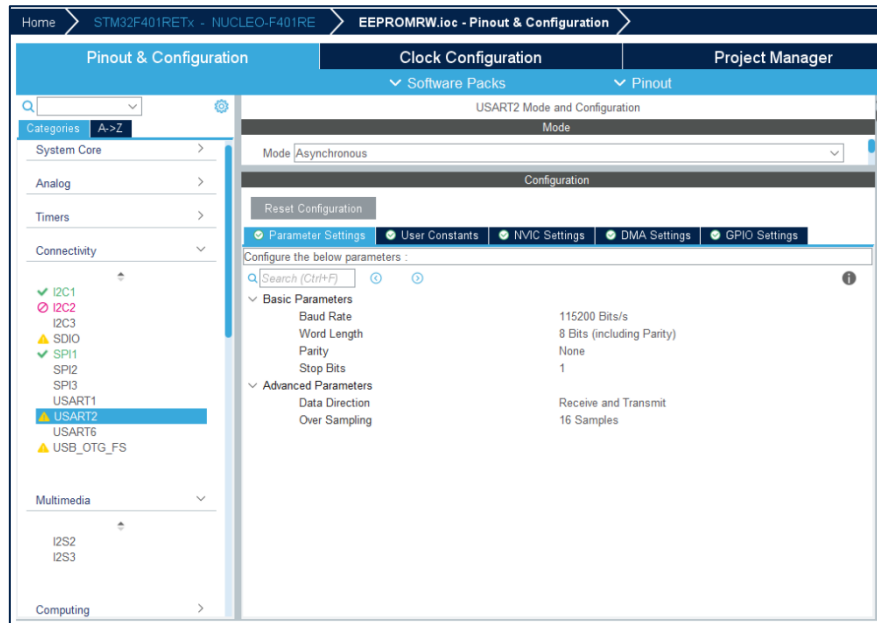 Home STM32F401RETx - NUCLEO-F401RE EEPROMRW.ioc - Pinout & Configuration
Pinout & Configuration Clock Configuration Project Manager
Software Packs Pinout
USART2 Mode and Configuration
Categories A->Z
Mode
System Core
Mode Asynchronous
Analog
Configuration
Reset Configuration
Timers
Parameter Settings User Constants NVIC Settings DMA Settings GPIO Settings
Connectivity
Configure the below parameters :
Search (Ctrl+F)
I2C1
I2C2
I2C3
SDIO
SPI1
SPI2
SPI3
USART1
USART2
USART6
USB_OTG_FS
Basic Parameters
Baud Rate 115200 Bits/s
Word Length 8 Bits (including Parity)
Parity None
Stop Bits 1
Advanced Parameters
Data Direction Receive and Transmit
Over Sampling 16 Samples
Multimedia
I2S2
I2S3
Computing